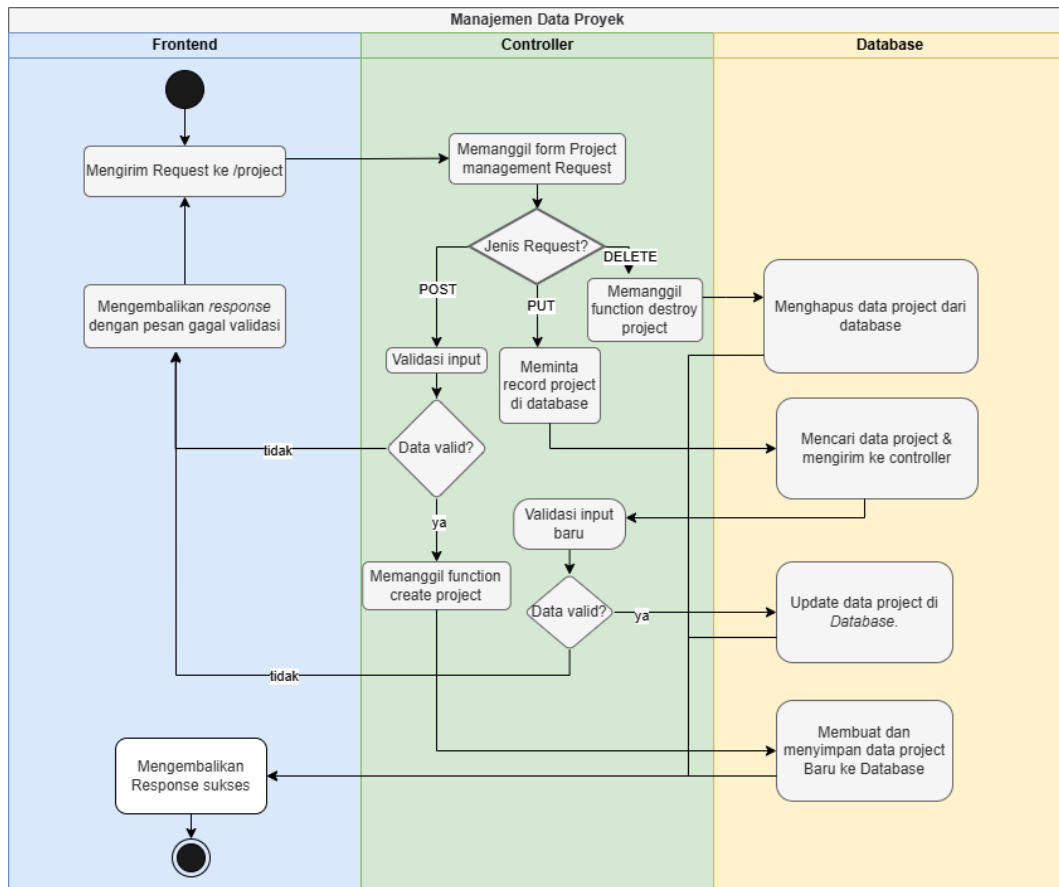 Manajemen Data Proyek
Frontend
Controller
Database
Mengirim Request ke /project
Memanggil form Project
management Request
Jenis Request?
DELETE
POST
PUT
Memanggil
function destroy
project
Menghapus data project dari
database
Mengembalikan response
dengan pesan gagal validasi
Validasi input
Meminta
record project
di database
Data valid?
tidak
Mencari data project &
mengirim ke controller
ya
Validasi input
baru
Memanggil function
create project
Data valid?
ya
Update data project di
Database.
tidak
Membuat dan
menyimpan data project
Baru ke Database
Mengembalikan
Response sukses